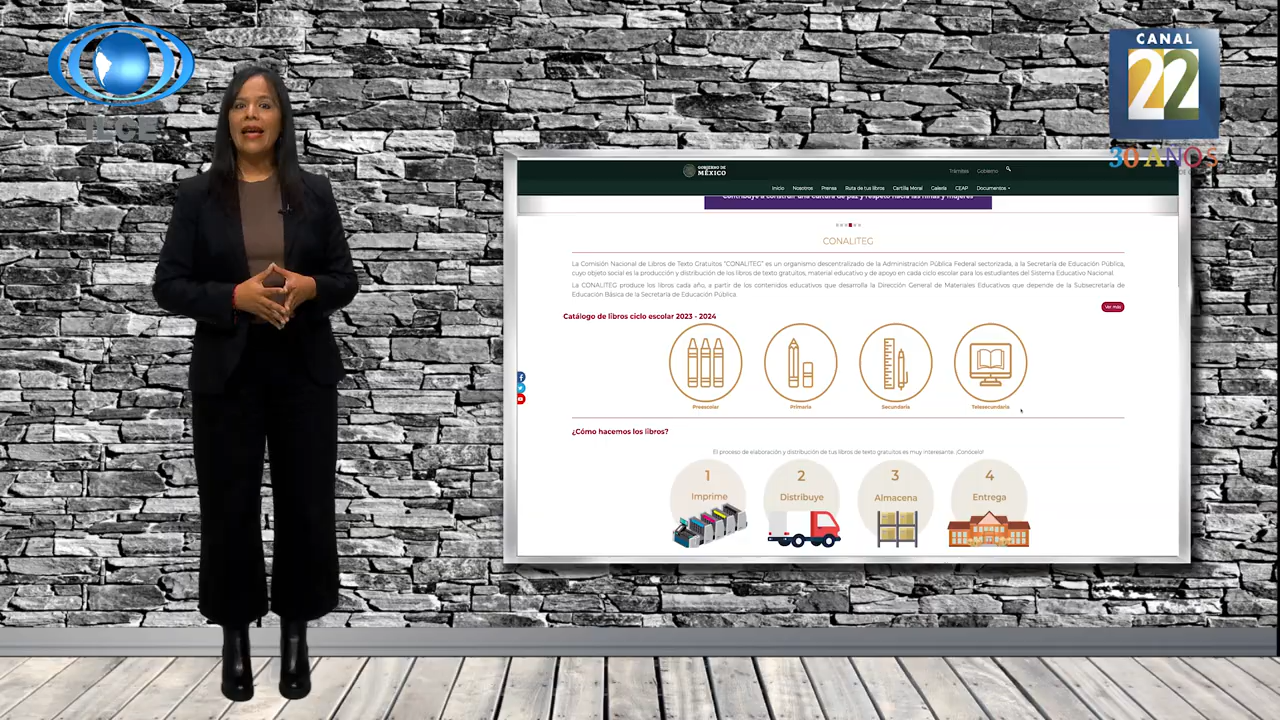 ILCE
CANAL
22
30 AÑOS
GOBIERNO DE
MÉXICO
Trámites Gobierno
Inicio Nosotros Prensa Ruta de tus libros Cartilla Moral Galería CEAP Documentos
Contribuye a construir una cultura de paz y respeto hacia las niñas y mujeres
CONALITEG
La Comisión Nacional de Libros de Texto Gratuitos "CONALITEG" es un organismo descentralizado de la Administración Pública Federal sectorizada, a la Secretaría de Educación Pública,
cuyo objeto social es la producción y distribución de los libros de texto gratuitos, material educativo y de apoyo en cada ciclo escolar para los estudiantes del Sistema Educativo Nacional.
La CONALITEG produce los libros cada año, a partir de los contenidos educativos que desarrolla la Dirección General de Materiales Educativos que depende de la Subsecretaría de
Educación Básica de la Secretaría de Educación Pública.
Ver más
Catálogo de libros ciclo escolar 2023 - 2024
Preescolar Primaria Secundaria Telesecundaria
¿Cómo hacemos los libros?
El proceso de elaboración y distribución de tus libros de texto gratuitos es muy interesante. ¡Conócelo!
1 2 3 4
Imprime Distribuye Almacena Entrega